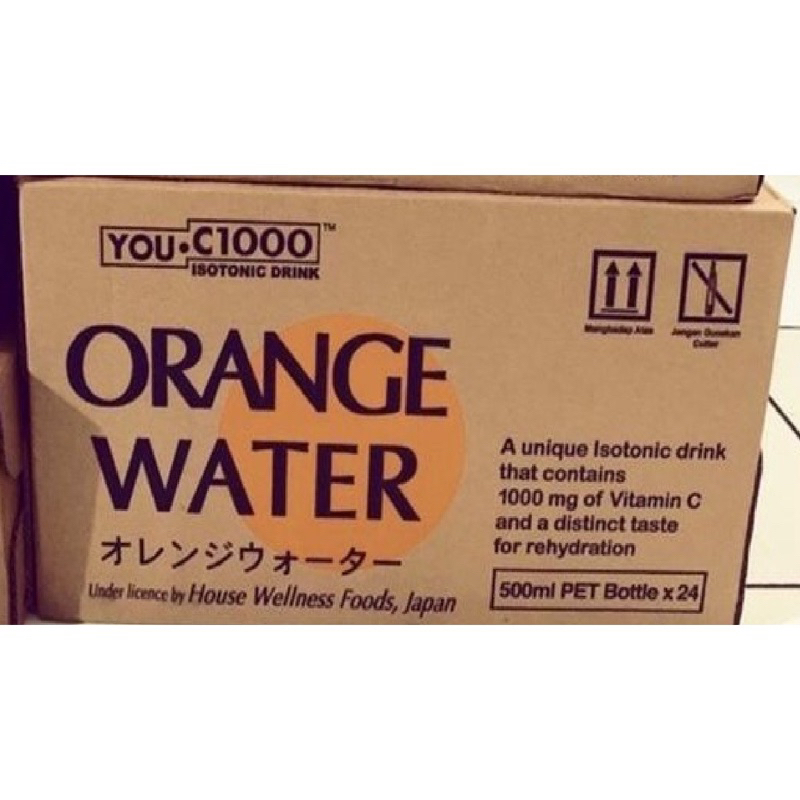 YOU•C1000™
ISOTONIC DRINK
Menghadap Atas
Jangan Gunakan
Cutter
ORANGE
WATER
オレンジウォーター
Under licence by House Wellness Foods, Japan
A unique Isotonic drink
that contains
1000 mg of Vitamin C
and a distinct taste
for rehydration
500ml PET Bottle x 24